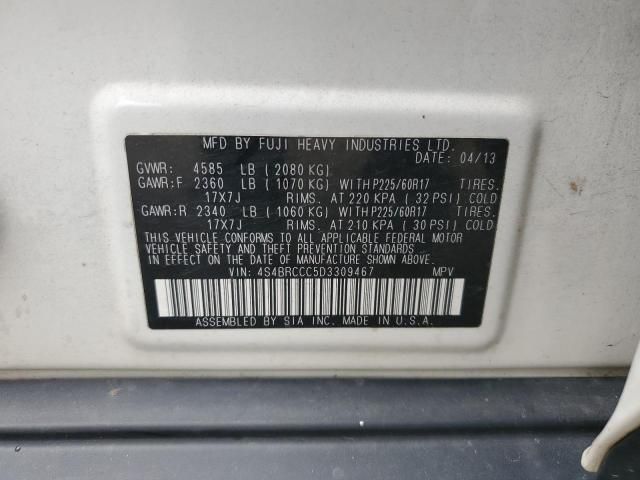 MFD BY FUJI HEAVY INDUSTRIES LTD.
DATE: 04/13
GVWR: 4585 LB (2080 KG)
GAWR:F 2360 LB (1070 KG) WITH P225/60R17 TIRES.
17X7J RIMS. AT 220 KPA ( 32 PSI) COLD
GAWR:R 2340 LB (1060 KG) WITH P225/60R17 TIRES.
17X7J RIMS. AT 210 KPA ( 30 PSI) COLD
THIS VEHICLE CONFORMS TO ALL APPLICABLE FEDERAL MOTOR
VEHICLE SAFETY AND THEFT PREVENTION STANDARDS
IN EFFECT ON THE DATE OF MANUFACTURE SHOWN ABOVE.
VIN: 4S4BRCCC5D3309467 MPV
ASSEMBLED BY SIA INC. MADE IN U.S.A.